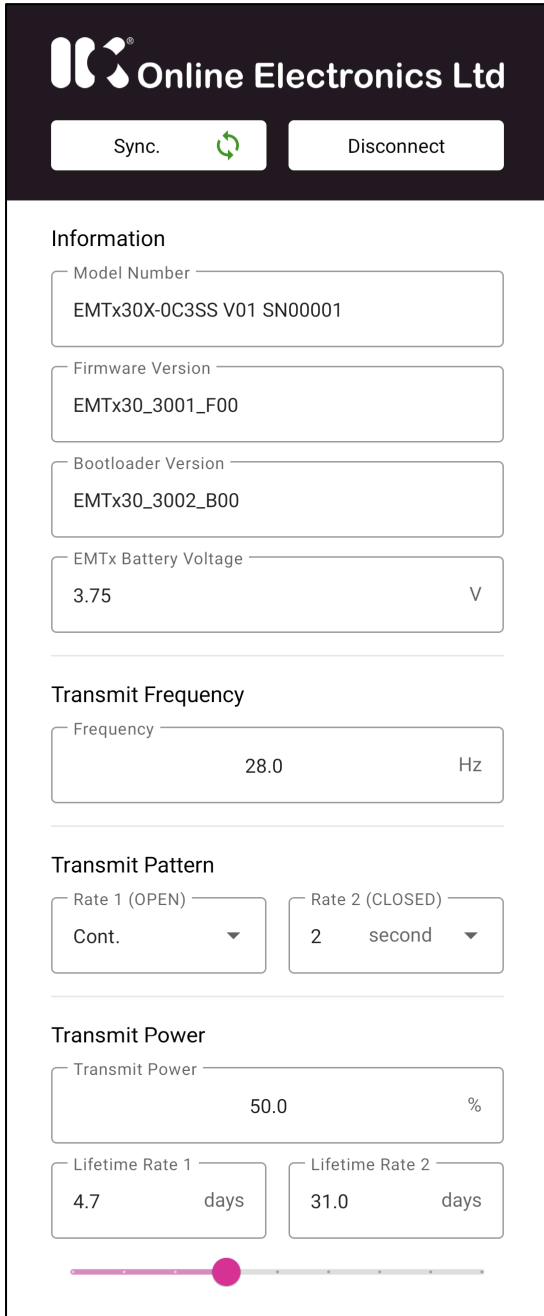 ® Online Electronics Ltd
Sync. Disconnect
Information
Model Number
EMTx30X-0C3SS V01 SN00001
Firmware Version
EMTx30_3001_F00
Bootloader Version
EMTx30_3002_B00
EMTx Battery Voltage
3.75 V
Transmit Frequency
Frequency
28.0 Hz
Transmit Pattern
Rate 1 (OPEN) Rate 2 (CLOSED)
Cont. 2 second
Transmit Power
Transmit Power
50.0 %
Lifetime Rate 1 Lifetime Rate 2
4.7 days 31.0 days